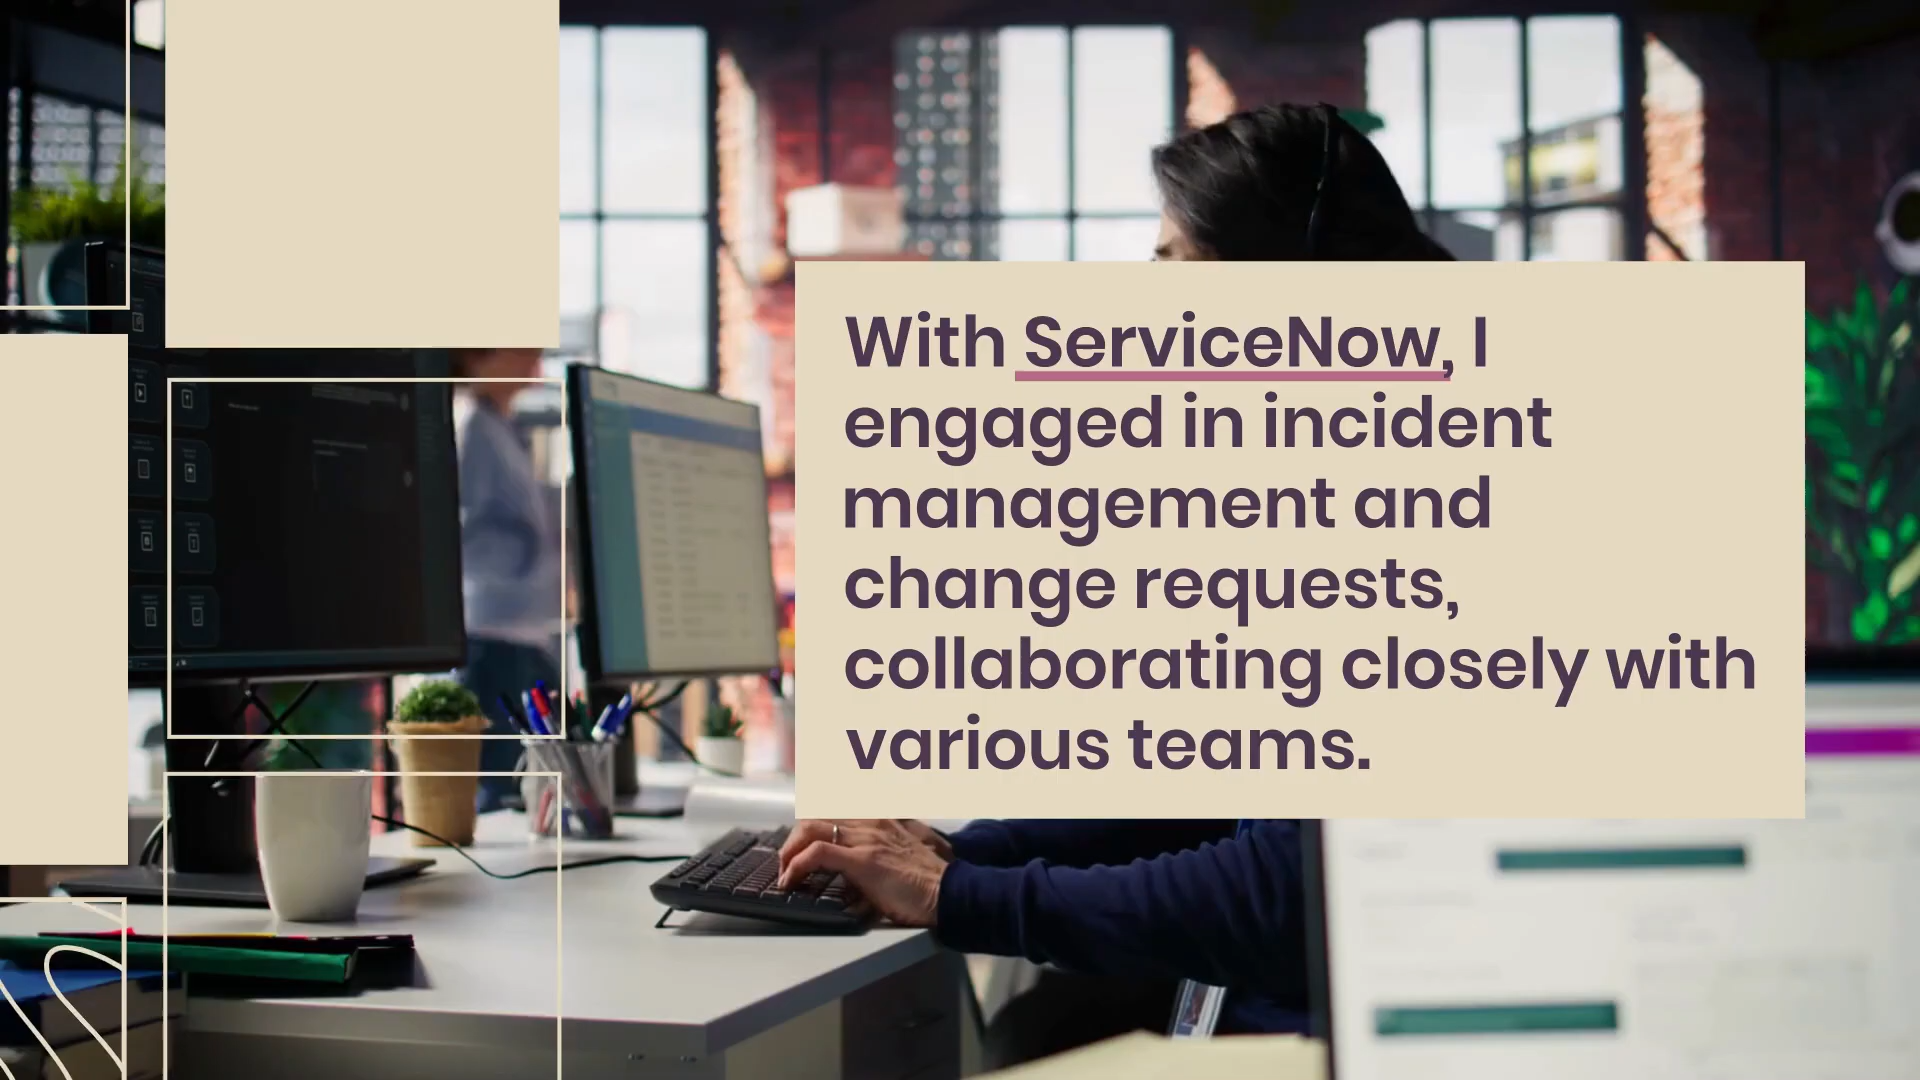 With ServiceNow, I
engaged in incident
management and
change requests,
collaborating closely with
various teams.